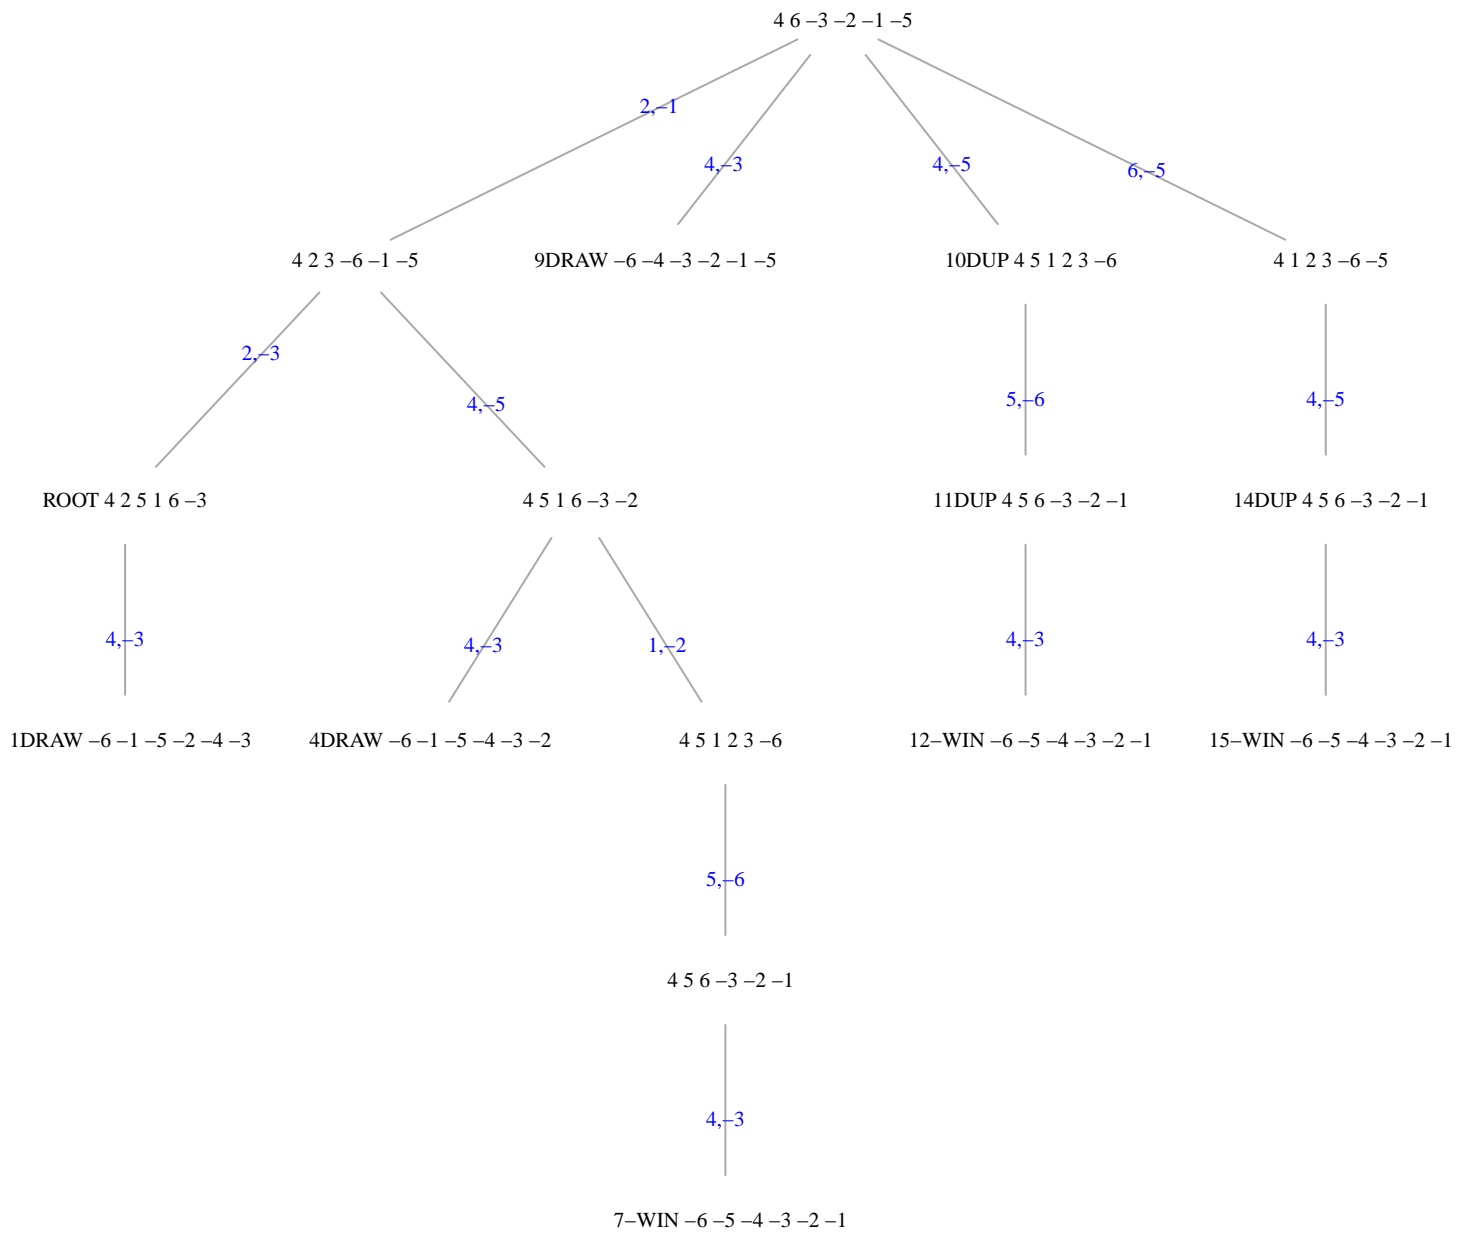 4 6 –3 –2 –1 –5
2,–1
4,–3
4,–5
6,–5
4 2 3 –6 –1 –5
9DRAW –6 –4 –3 –2 –1 –5
10DUP 4 5 1 2 3 –6
4 1 2 3 –6 –5
2,–3
4,–5
5,–6
4,–5
ROOT 4 2 5 1 6 –3
4 5 1 6 –3 –2
11DUP 4 5 6 –3 –2 –1
14DUP 4 5 6 –3 –2 –1
4,–3
4,–3
1,–2
4,–3
4,–3
1DRAW –6 –1 –5 –2 –4 –3
4DRAW –6 –1 –5 –4 –3 –2
4 5 1 2 3 –6
12–WIN –6 –5 –4 –3 –2 –1
15–WIN –6 –5 –4 –3 –2 –1
5,–6
4 5 6 –3 –2 –1
4,–3
7–WIN –6 –5 –4 –3 –2 –1